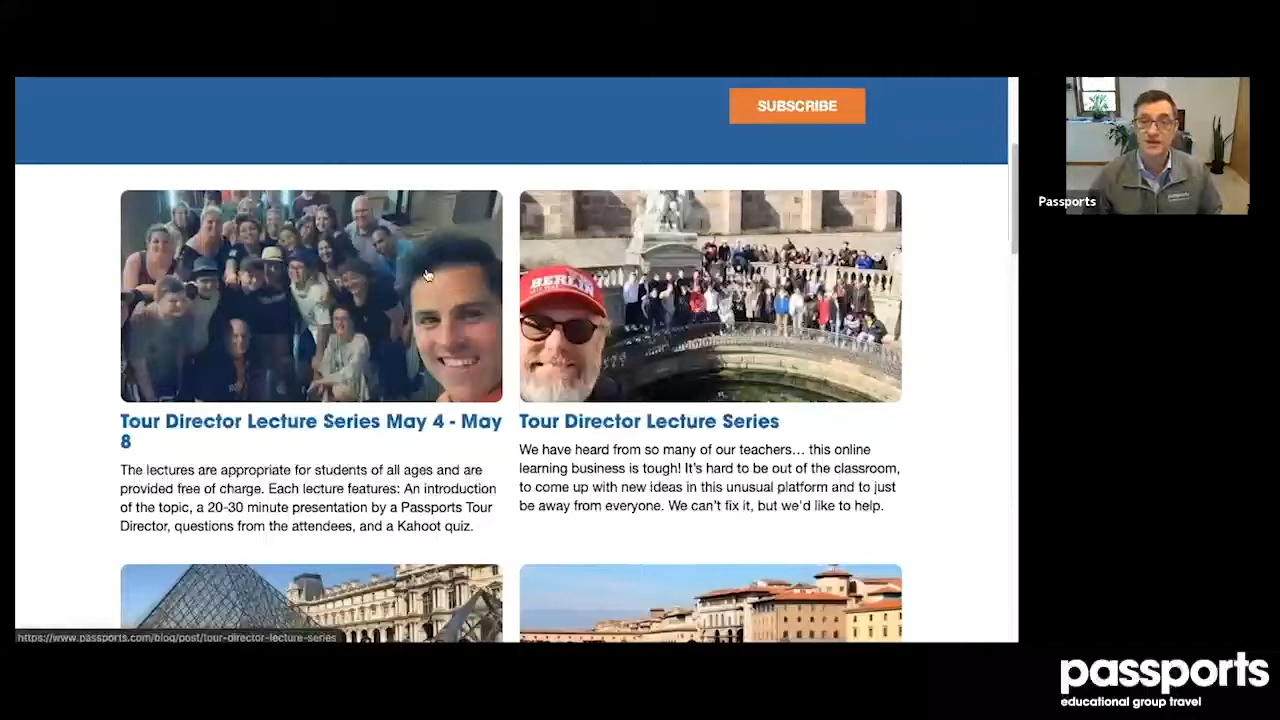 SUBSCRIBE
passports
Passports
BERLIN
Tour Director Lecture Series May 4 - May
8
The lectures are appropriate for students of all ages and are
provided free of charge. Each lecture features: An introduction
of the topic, a 20-30 minute presentation by a Passports Tour
Director, questions from the attendees, and a Kahoot quiz.
Tour Director Lecture Series
We have heard from so many of our teachers... this online
learning business is tough! It's hard to be out of the classroom,
to come up with new ideas in this unusual platform and to just
be away from everyone. We can't fix it, but we'd like to help.
https://www.passports.com/blog/post/tour-director-lecture-series
passports
educational group travel